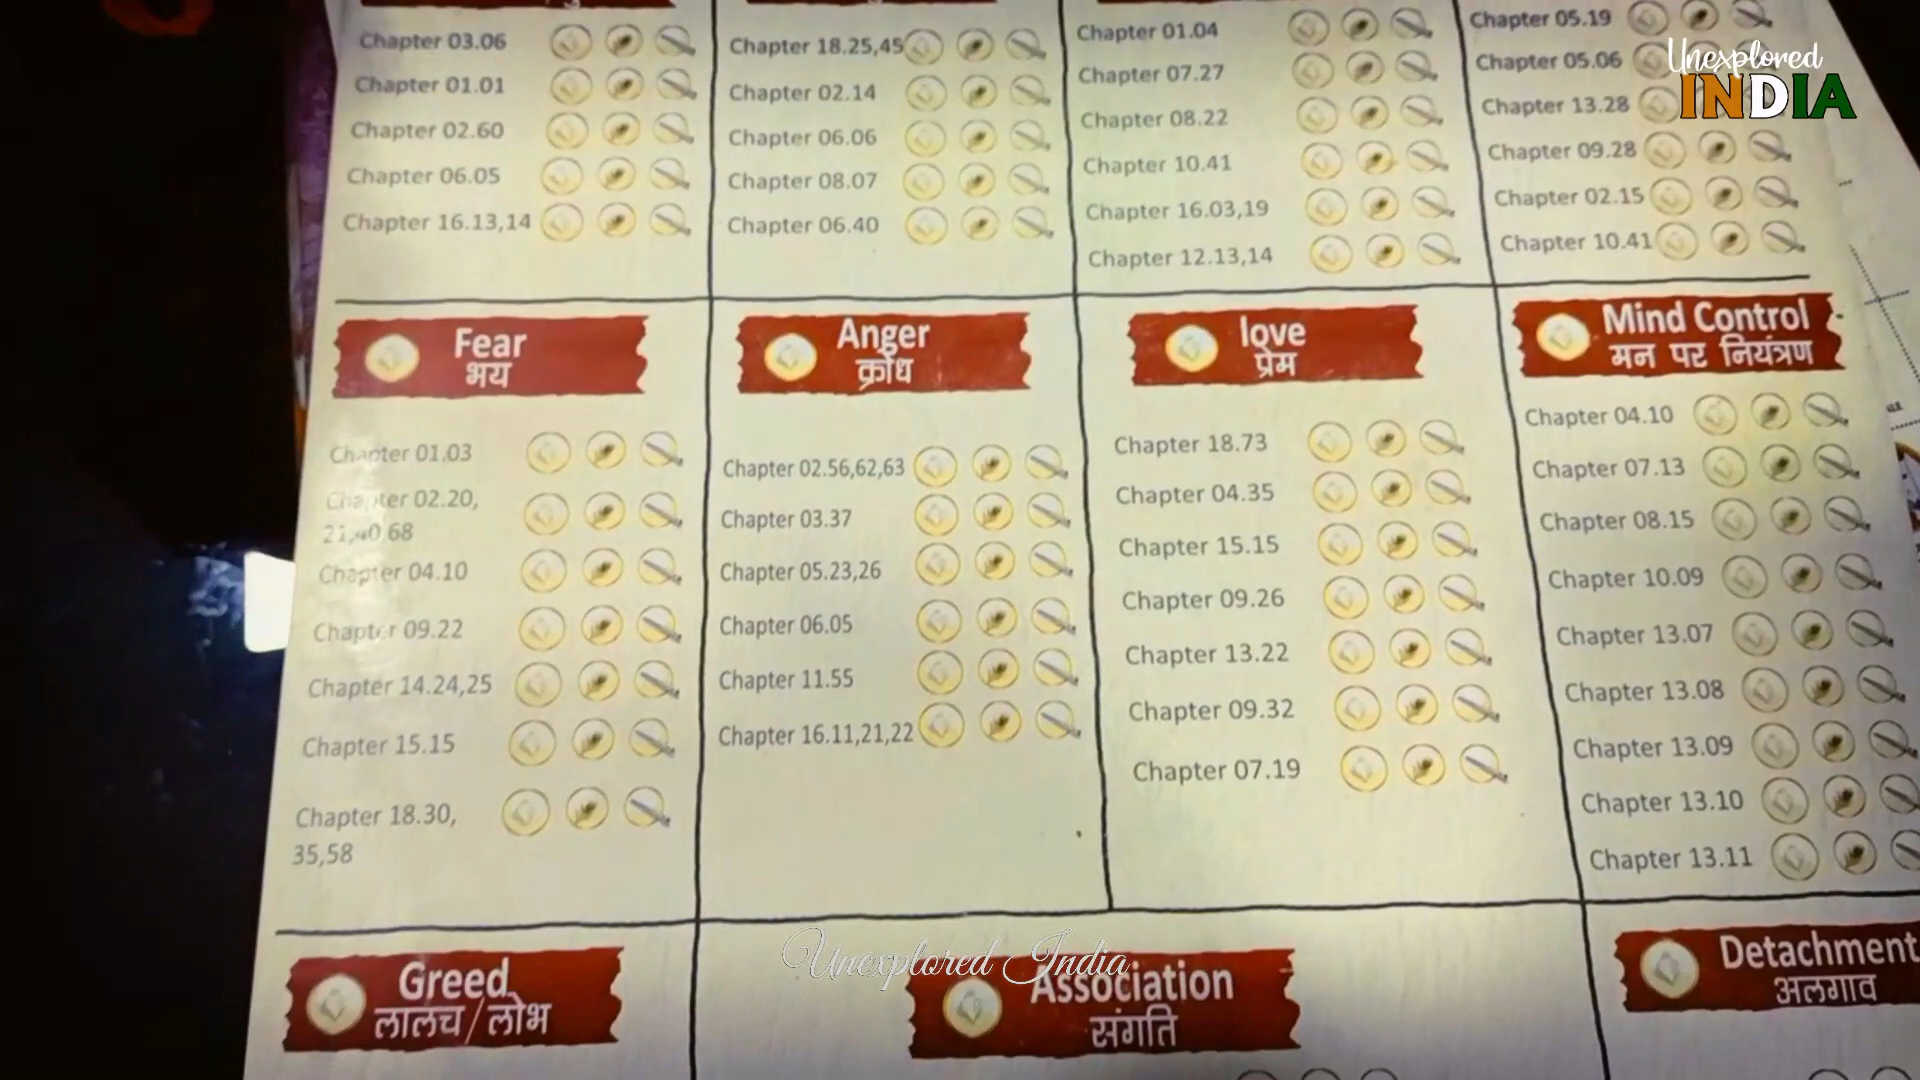 Chapter 03.06
Chapter 01.01
Chapter 02.60
Chapter 06.05
Chapter 16.13,14
Chapter 18.25,45
Chapter 02.14
Chapter 06.06
Chapter 08.07
Chapter 06.40
Chapter 01.04
Chapter 07.27
Chapter 08.22
Chapter 10.41
Chapter 16.03,19
Chapter 12.13,14
Chapter 05.19
Chapter 05.06
Chapter 13.28
Chapter 09.28
Chapter 02.15
Chapter 10.41
Unexplored
INDIA
Fear
भय
Chapter 01.03
Chapter 02.20,
21,40,68
Chapter 04.10
Chapter 09.22
Chapter 14.24,25
Chapter 15.15
Chapter 18.30,
35,58
Anger
क्रोध
Chapter 02.56,62,63
Chapter 03.37
Chapter 05.23,26
Chapter 06.05
Chapter 11.55
Chapter 16.11,21,22
love
प्रेम
Chapter 18.73
Chapter 04.35
Chapter 15.15
Chapter 09.26
Chapter 13.22
Chapter 09.32
Chapter 07.19
Mind Control
मन पर नियंत्रण
Chapter 04.10
Chapter 07.13
Chapter 08.15
Chapter 10.09
Chapter 13.07
Chapter 13.08
Chapter 13.09
Chapter 13.10
Chapter 13.11
Greed
लालच/लोभ
Unexplored India
Association
संगति
Detachment
अलगाव